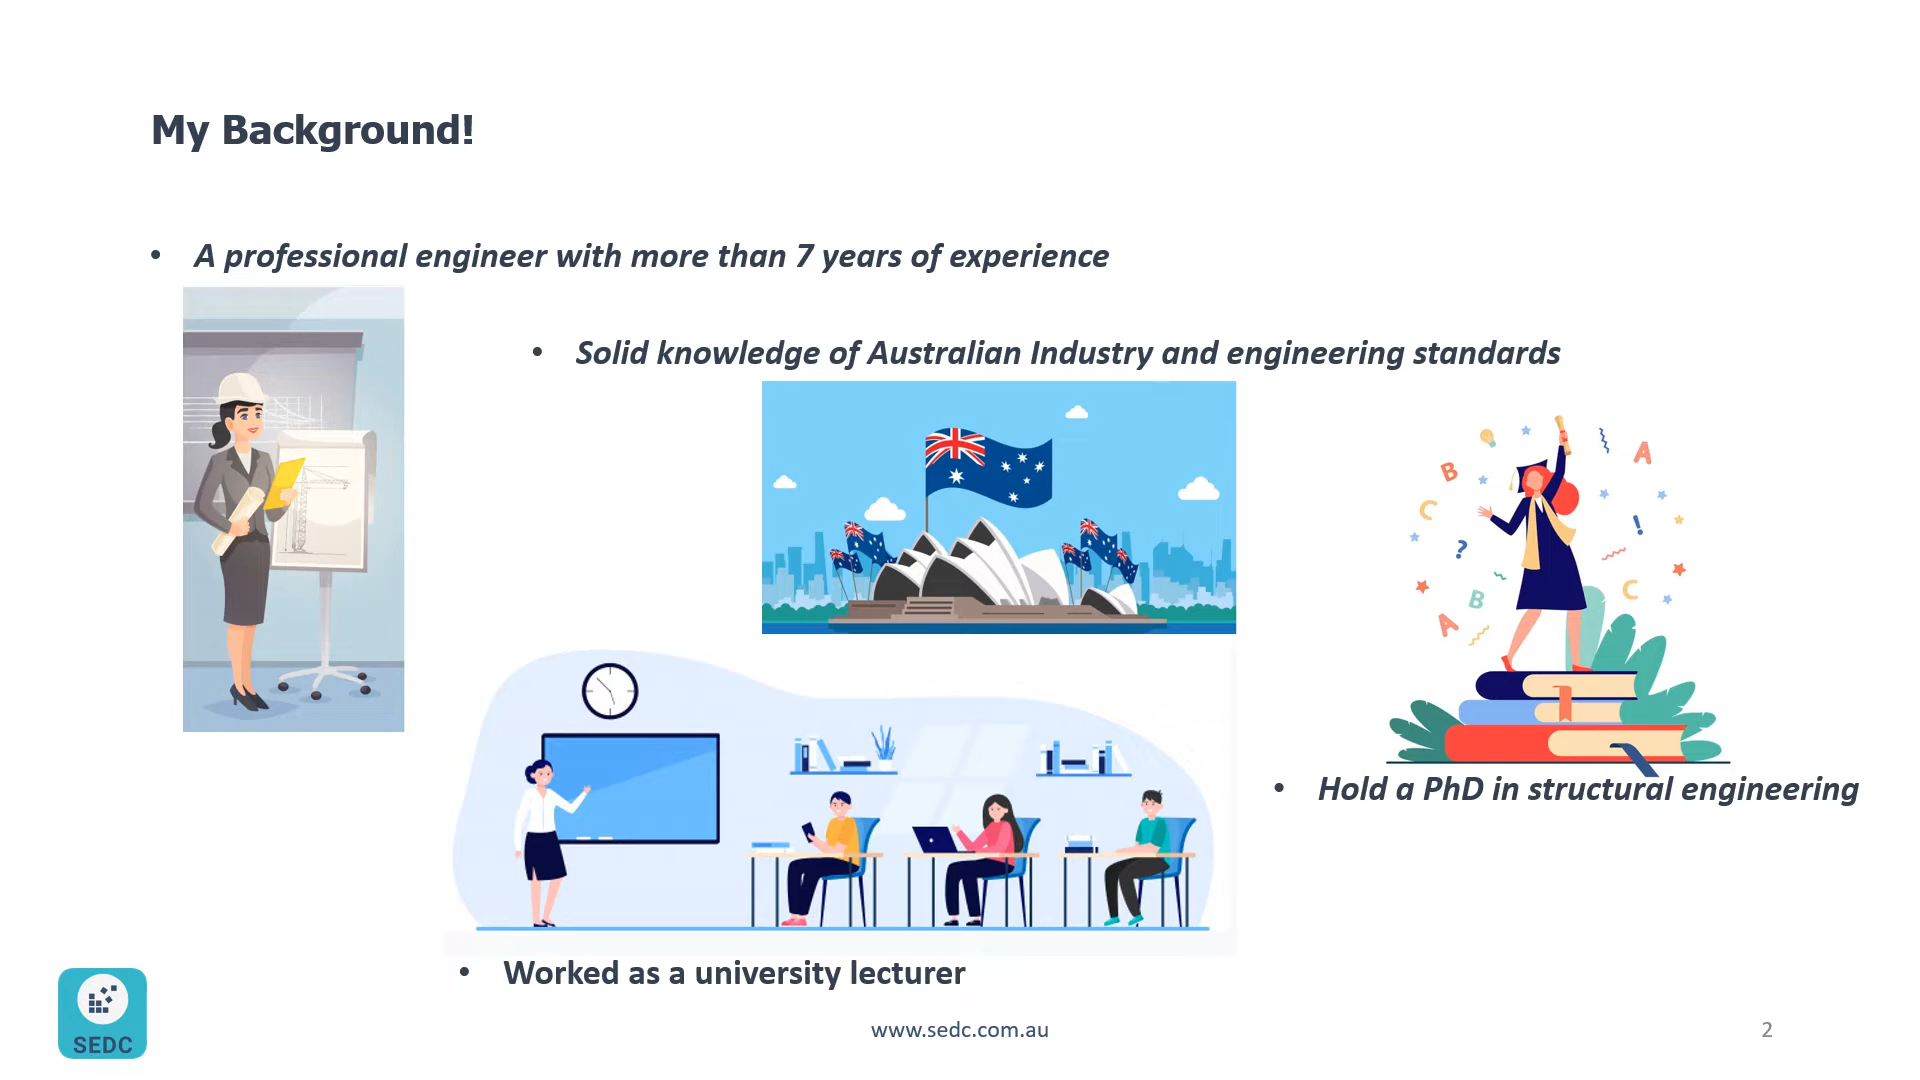 My Background!
• A professional engineer with more than 7 years of experience
• Solid knowledge of Australian Industry and engineering standards
B
A
C
!
?
C
B
A
• Hold a PhD in structural engineering
• Worked as a university lecturer
SEDC
www.sedc.com.au
2